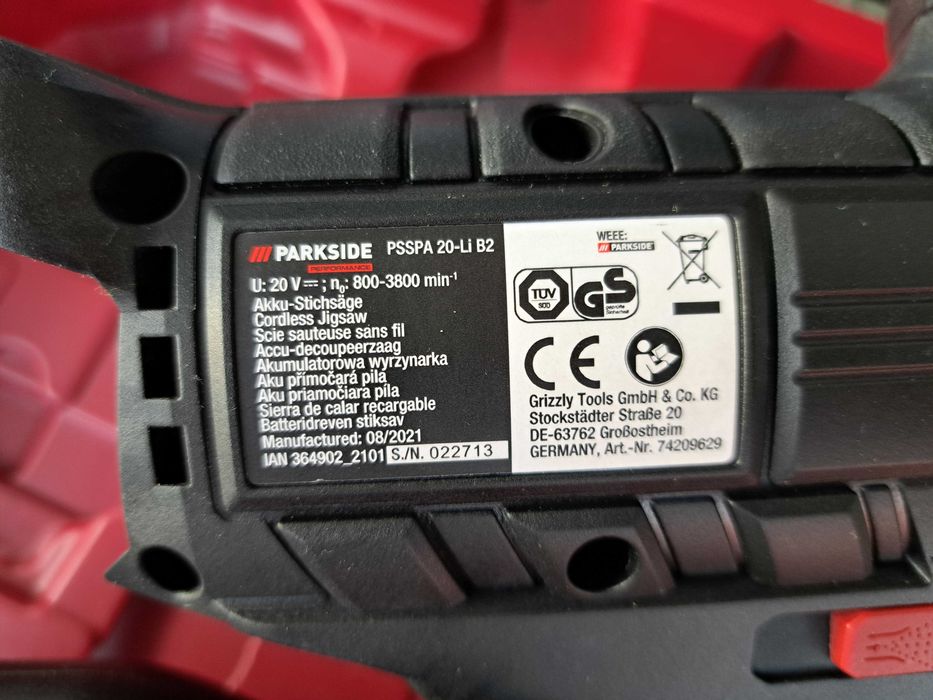 PARKSIDE PSSPA 20-Li B2
PERFORMANCE
U: 20 V ⎓ ; n₀: 800-3800 min⁻¹
Akku-Stichsäge
Cordless Jigsaw
Scie sauteuse sans fil
Accu-decoupeerzaag
Akumulatorowa wyrzynarka
Aku přímočará pila
Aku priamočiara píla
Sierra de calar recargable
Batteridreven stiksav
Manufactured: 08/2021
IAN 364902_2101 S./N. 022713
WEEE:
PARKSIDE
TÜV
SÜD
GS
geprüfte
Sicherheit
CE
Grizzly Tools GmbH & Co. KG
Stockstädter Straße 20
DE-63762 Großostheim
GERMANY, Art.-Nr. 74209629